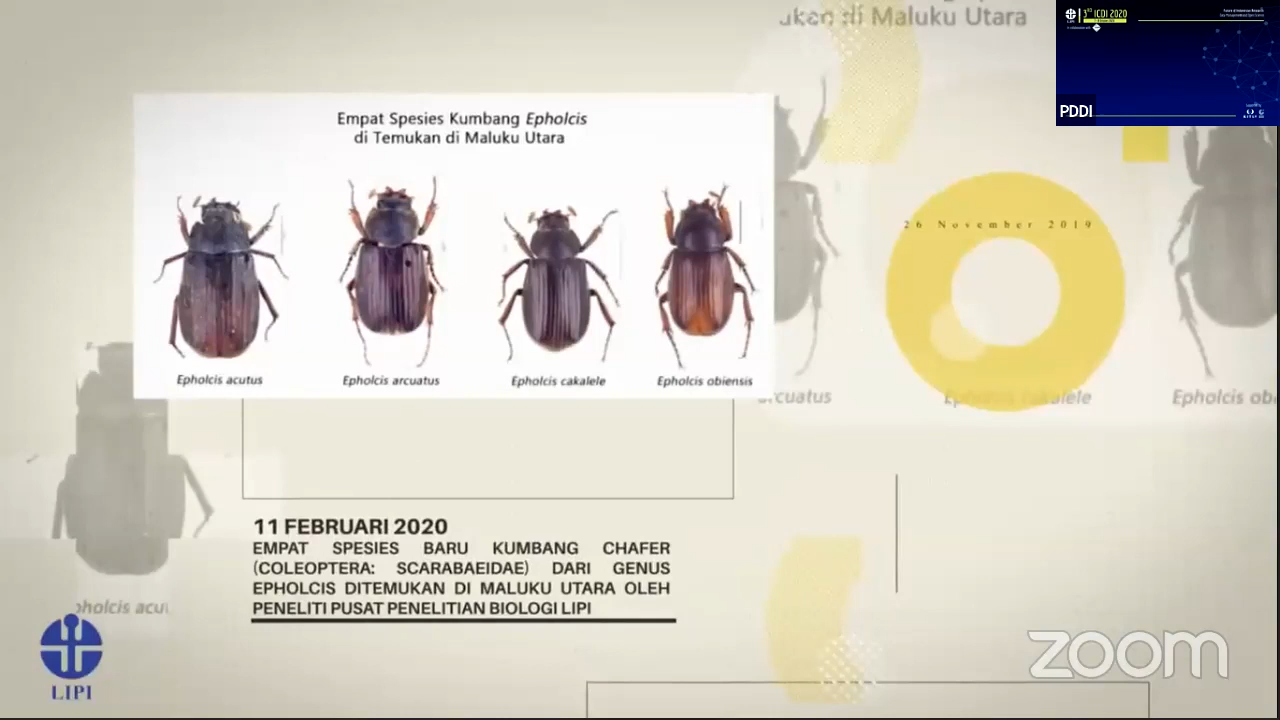 ukan di Maluku Utara
3RD ICDI 2020
PDDI
Empat Spesies Kumbang Epholcis
di Temukan di Maluku Utara
26 November 2019
Epholcis acutus
Epholcis arcuatus
Epholcis cakalele
Epholcis obiensis
arcuatus
Epholcis cakalele
Epholcis ob
11 FEBRUARI 2020
EMPAT SPESIES BARU KUMBANG CHAFER
(COLEOPTERA: SCARABAEIDAE) DARI GENUS
EPHOLCIS DITEMUKAN DI MALUKU UTARA OLEH
PENELITI PUSAT PENELITIAN BIOLOGI LIPI
pholcis acu
LIPI
zoom